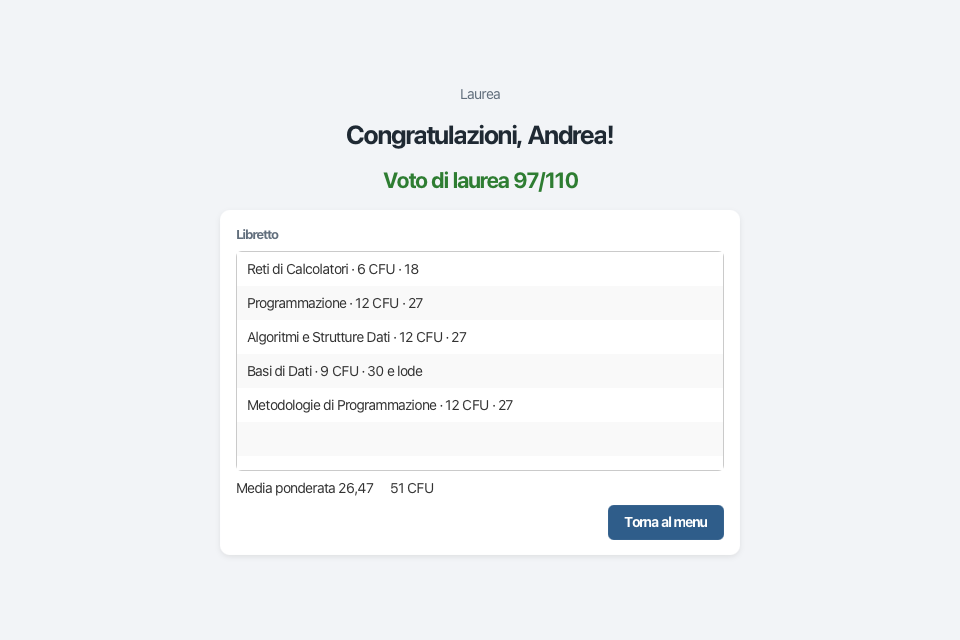 Laurea
Congratulazioni, Andrea!
Voto di laurea 97/110
Libretto
Reti di Calcolatori · 6 CFU · 18
Programmazione · 12 CFU · 27
Algoritmi e Strutture Dati · 12 CFU · 27
Basi di Dati · 9 CFU · 30 e lode
Metodologie di Programmazione · 12 CFU · 27
Media ponderata 26,47 51 CFU
Torna al menu